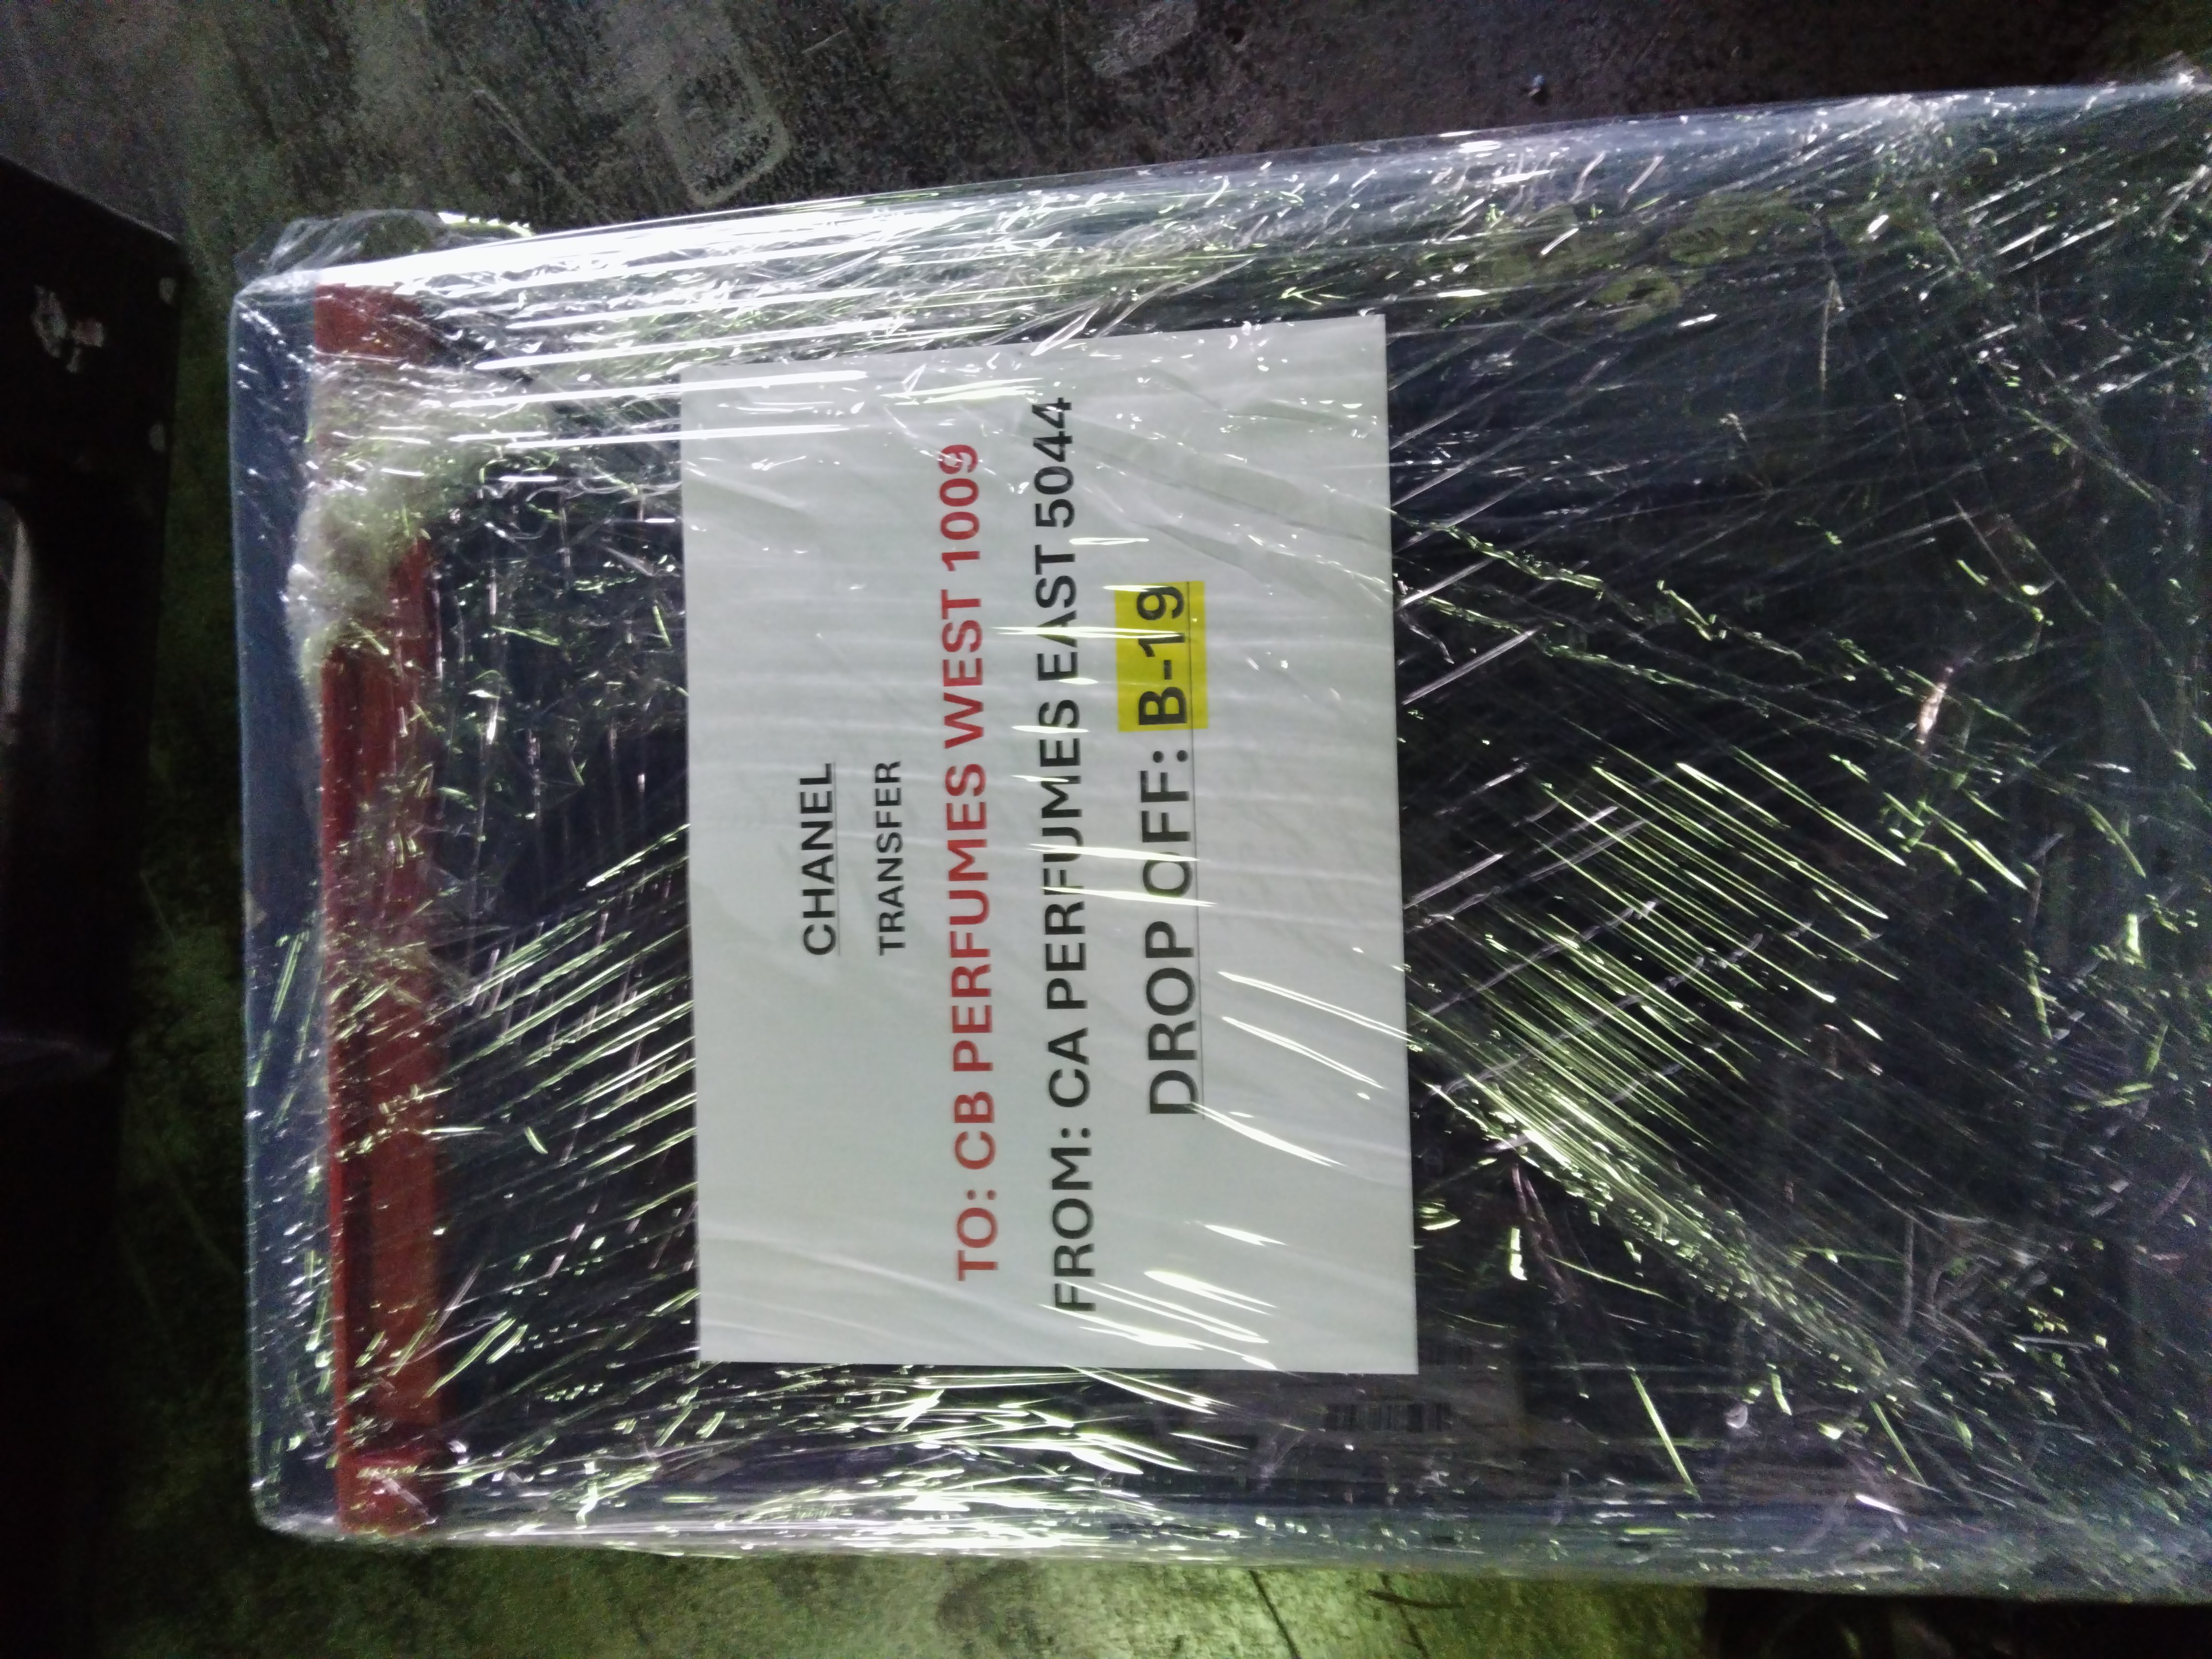 CHANEL
TRANSFER
TO: CB PERFUMES WEST 1009
FROM: CA PERFUMES EAST 5044
DROP OFF: B-19